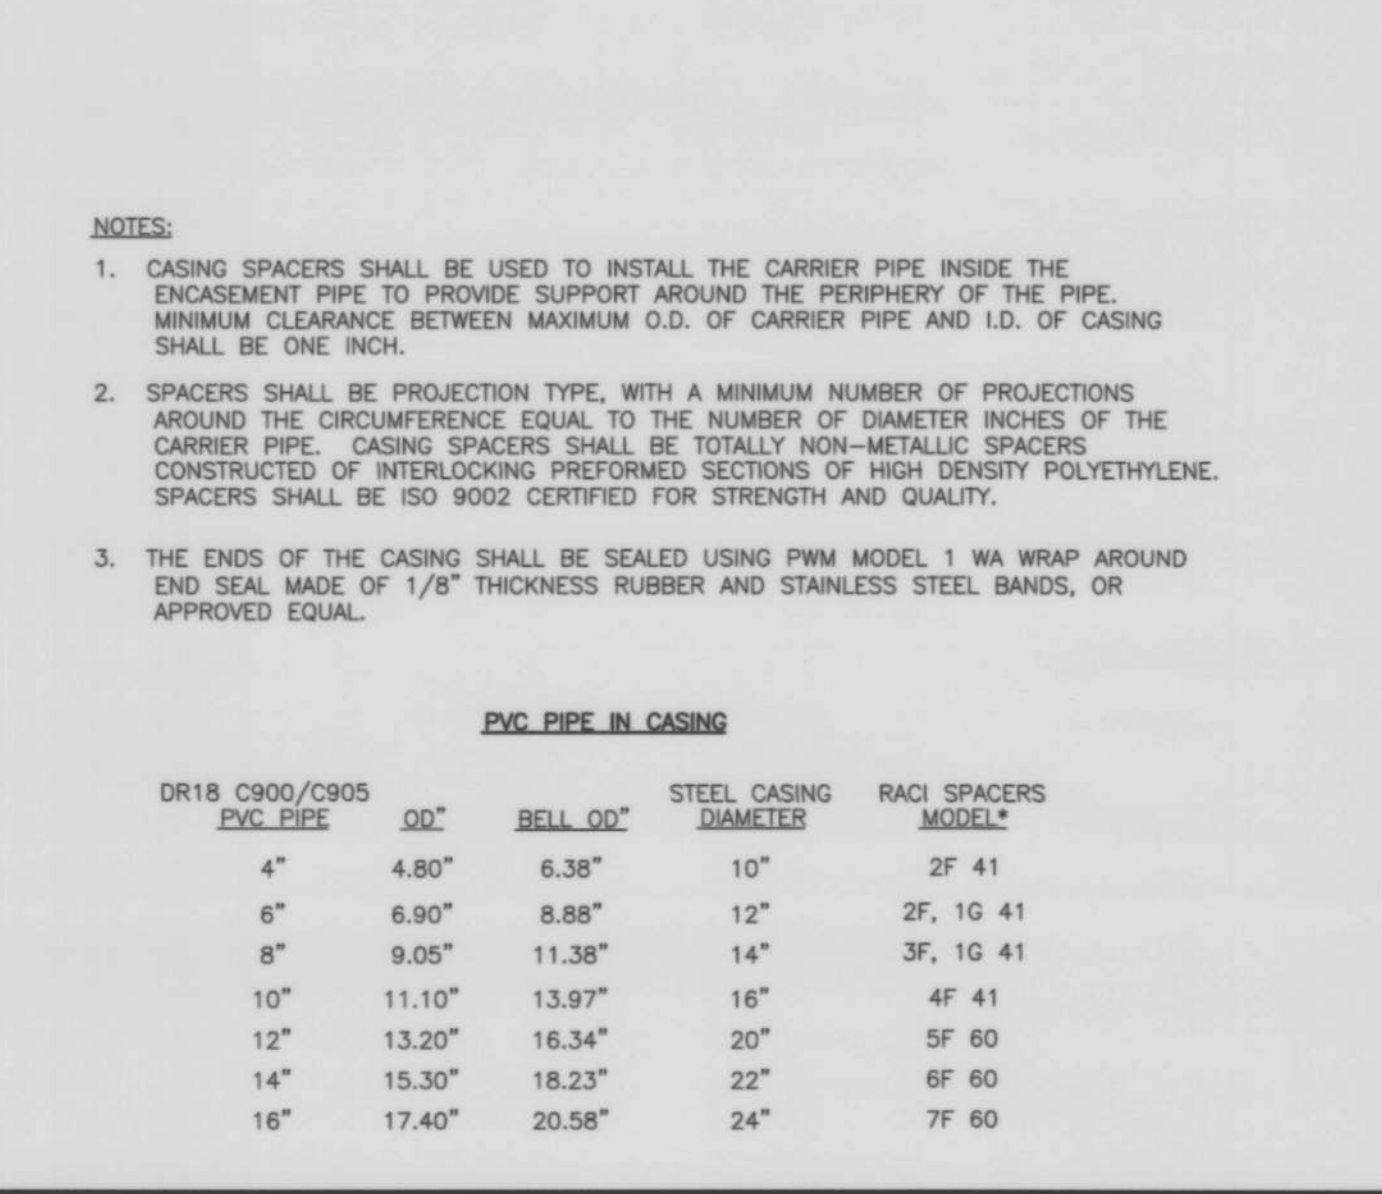 NOTES:
1. CASING SPACERS SHALL BE USED TO INSTALL THE CARRIER PIPE INSIDE THE
ENCASEMENT PIPE TO PROVIDE SUPPORT AROUND THE PERIPHERY OF THE PIPE.
MINIMUM CLEARANCE BETWEEN MAXIMUM O.D. OF CARRIER PIPE AND I.D. OF CASING
SHALL BE ONE INCH.
2. SPACERS SHALL BE PROJECTION TYPE, WITH A MINIMUM NUMBER OF PROJECTIONS
AROUND THE CIRCUMFERENCE EQUAL TO THE NUMBER OF DIAMETER INCHES OF THE
CARRIER PIPE. CASING SPACERS SHALL BE TOTALLY NON-METALLIC SPACERS
CONSTRUCTED OF INTERLOCKING PREFORMED SECTIONS OF HIGH DENSITY POLYETHYLENE.
SPACERS SHALL BE ISO 9002 CERTIFIED FOR STRENGTH AND QUALITY.
3. THE ENDS OF THE CASING SHALL BE SEALED USING PWM MODEL 1 WA WRAP AROUND
END SEAL MADE OF 1/8" THICKNESS RUBBER AND STAINLESS STEEL BANDS, OR
APPROVED EQUAL.
PVC PIPE IN CASING
DR18 C900/C905 STEEL CASING RACI SPACERS
PVC PIPE OD" BELL OD" DIAMETER MODEL*
4" 4.80" 6.38" 10" 2F 41
6" 6.90" 8.88" 12" 2F, 1G 41
8" 9.05" 11.38" 14" 3F, 1G 41
10" 11.10" 13.97" 16" 4F 41
12" 13.20" 16.34" 20" 5F 60
14" 15.30" 18.23" 22" 6F 60
16" 17.40" 20.58" 24" 7F 60